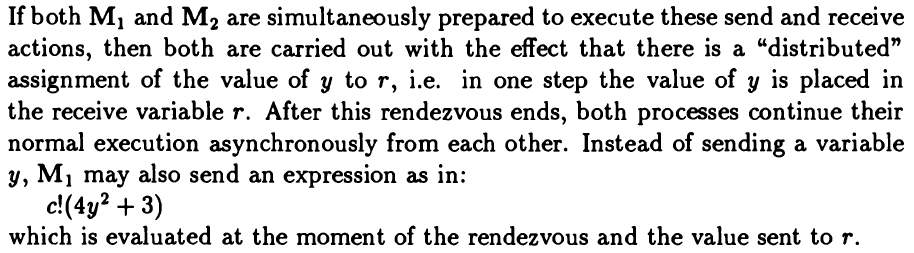 If both M₁ and M₂ are simultaneously prepared to execute these send and receive
actions, then both are carried out with the effect that there is a “distributed”
assignment of the value of y to r, i.e. in one step the value of y is placed in
the receive variable r. After this rendezvous ends, both processes continue their
normal execution asynchronously from each other. Instead of sending a variable
y, M₁ may also send an expression as in:
c!(4y² + 3)
which is evaluated at the moment of the rendezvous and the value sent to r.